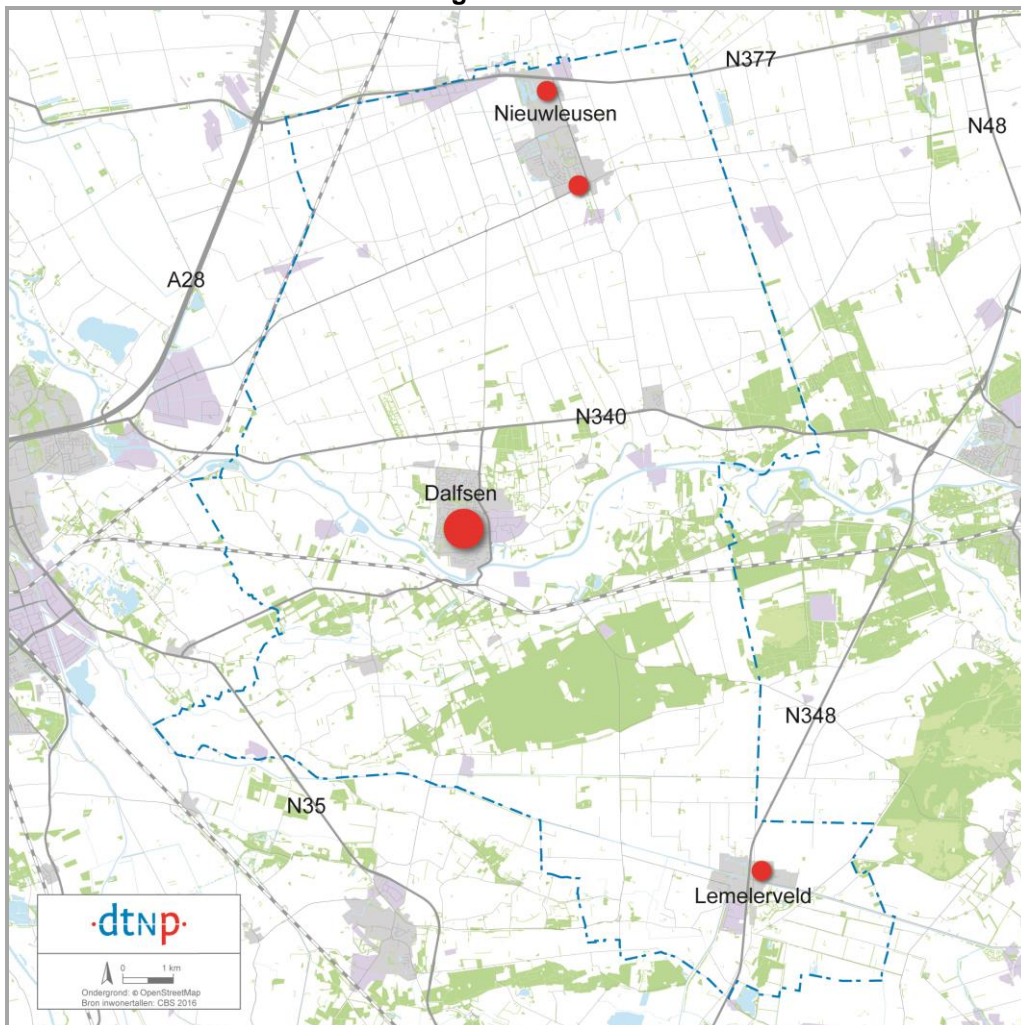 g
N377
Nieuwleusen
N48
A28
N340
Dalfsen
N348
N35
Lemelerveld
·dtnp·
0 1 km
Ondergrond: © OpenStreetMap
Bron inwonertallen: CBS 2016